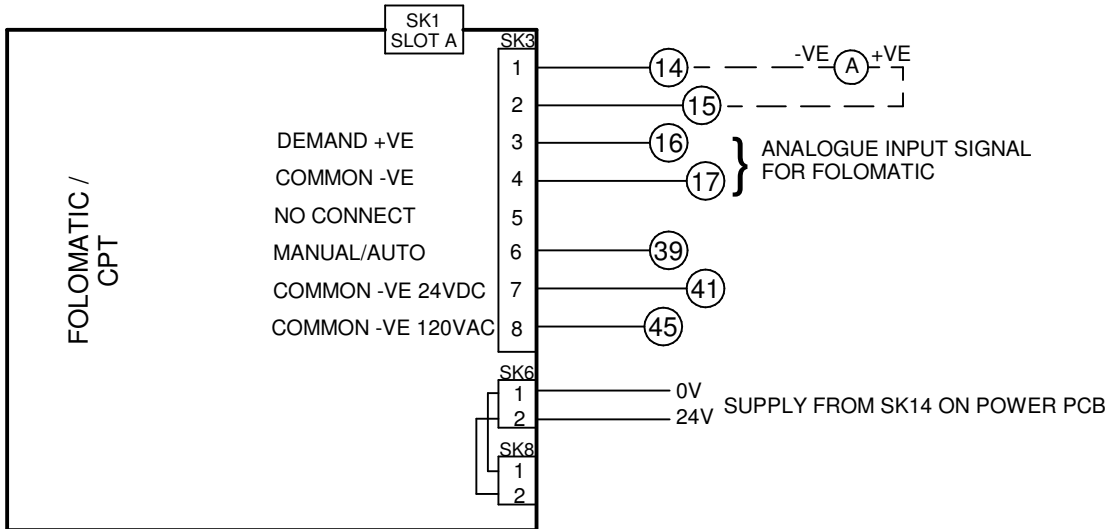 SK1
SLOT A
SK3
1
14
-VE
A
+VE
2
15
DEMAND +VE
3
16
ANALOGUE INPUT SIGNAL
FOR FOLOMATIC
COMMON -VE
4
17
NO CONNECT
5
MANUAL/AUTO
6
39
COMMON -VE 24VDC
7
41
COMMON -VE 120VAC
8
45
FOLOMATIC /
CPT
SK6
1
0V
2
24V
SUPPLY FROM SK14 ON POWER PCB
SK8
1
2